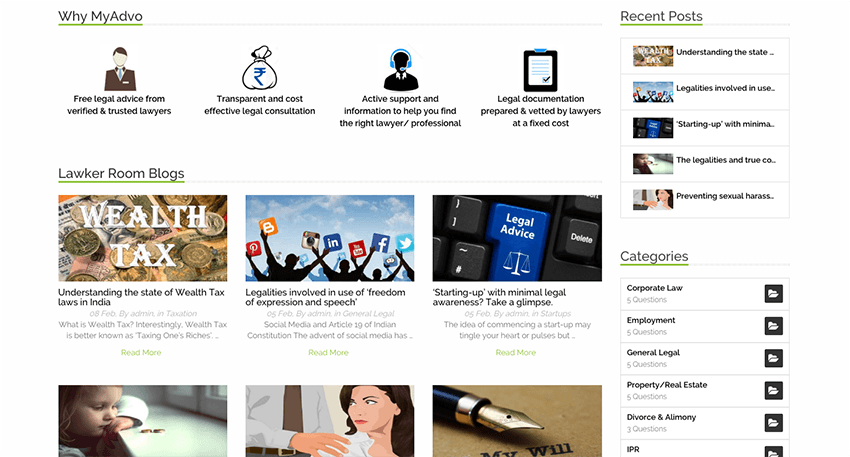 Why MyAdvo
Free legal advice from
verified & trusted lawyers
Transparent and cost
effective legal consultation
Active support and
information to help you find
the right lawyer/ professional
Legal documentation
prepared & vetted by lawyers
at a fixed cost
Lawker Room Blogs
WEALTH
TAX
Understanding the state of Wealth Tax
laws in India
08 Feb, By admin, in Taxation
What is Wealth Tax? Interestingly, Wealth Tax
is better known as 'Taxing One's Riches'. ...
Read More
Legalities involved in use of 'freedom
of expression and speech'
05 Feb, By admin, in General Legal
Social Media and Article 19 of Indian
Constitution The advent of social media has ...
Read More
Legal
Advice
Delete
'Starting-up' with minimal legal
awareness? Take a glimpse.
05 Feb, By admin, in Startups
The idea of commencing a start-up may
tingle your heart or pulses but ...
Read More
My Will
Recent Posts
WEALTH
TAX
Understanding the state ...
Legalities involved in use...
'Starting-up' with minima...
The legalities and true co...
Preventing sexual harass...
Categories
Corporate Law
5 Questions
Employment
5 Questions
General Legal
5 Questions
Property/Real Estate
5 Questions
Divorce & Alimony
3 Questions
IPR